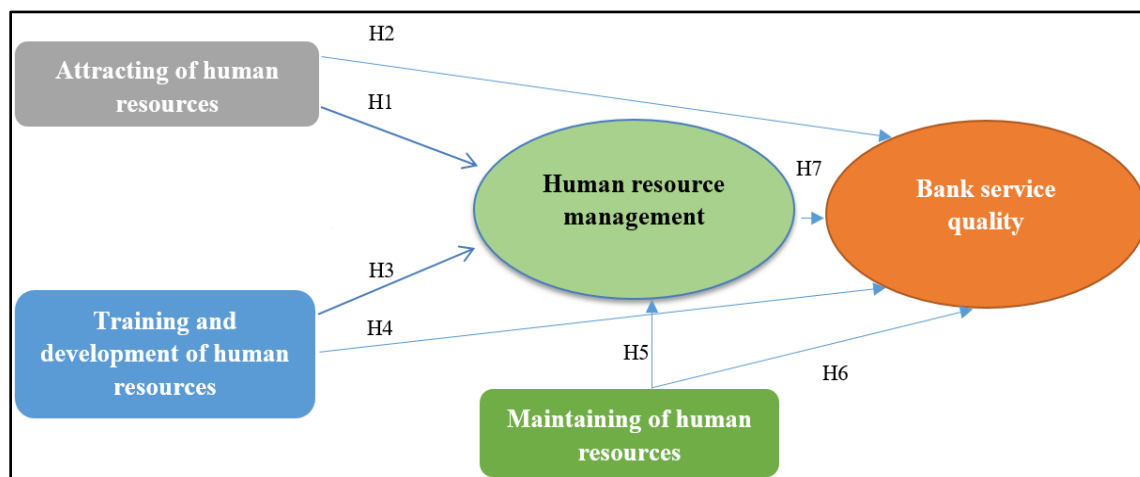 H2
Attracting of human
resources
H1
Human resource
management
H7
Bank service
quality
H3
Training and
development of human
resources
H4
H5
H6
Maintaining of human
resources